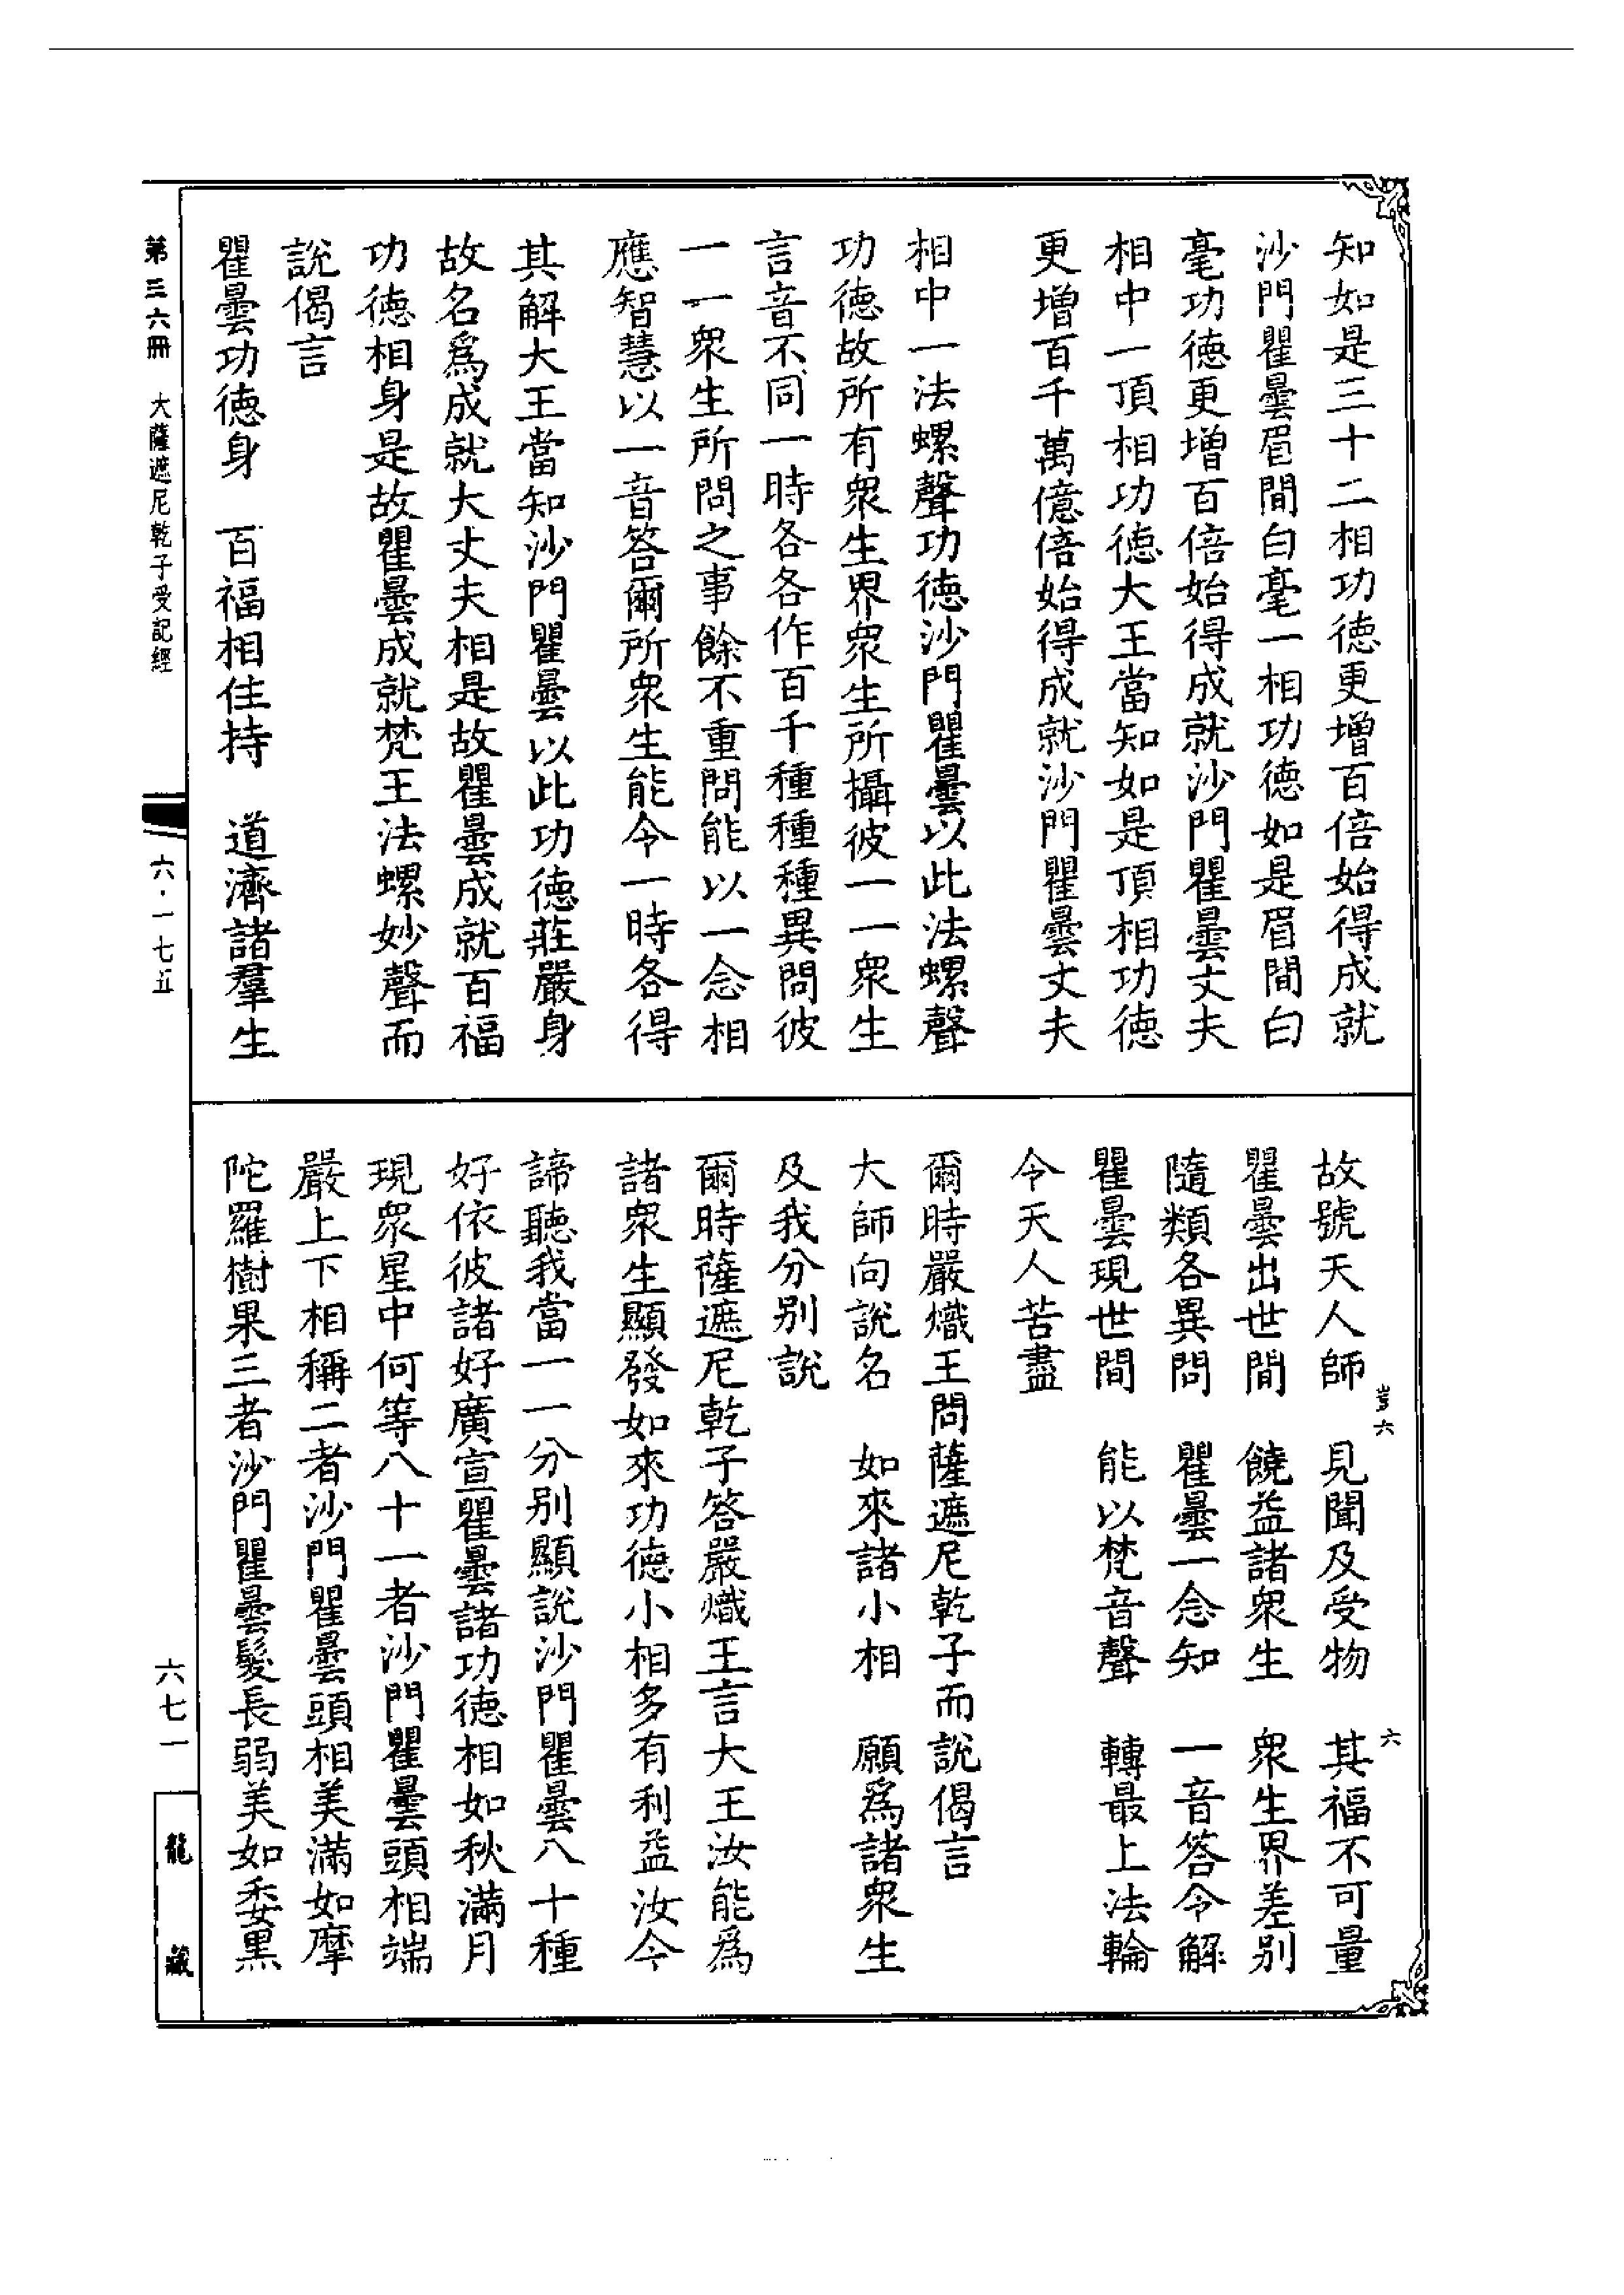 知如是三十二相功德更增百倍始得成就
沙門瞿曇眉間白毫一相功德如是眉間白
毫功德更增百倍始得成就沙門瞿曇丈夫
相中一頂相功德大王當知如是頂相功德
更增百千萬億倍始得成就沙門瞿曇丈夫
相中一法螺聲功德沙門瞿曇以此法螺聲
功德故所有衆生界衆生所攝彼一一衆生
言音不同一時各各作百千種種種異問彼
一一衆生所問之事餘不重問能以一念相
應智慧以一音答爾所衆生能令一時各得
其解大王當知沙門瞿曇以此功德莊嚴身
故名爲成就大丈夫相是故瞿曇成就百福
功德相身是故瞿曇成就梵王法螺妙聲而
說偈言
瞿曇功德身　百福相住持　道濟諸羣生
故號天人師　見聞及受物　其福不可量
瞿曇出世間　饒益諸衆生　衆生界差別
隨類各異問　瞿曇一念知　一音答令解
瞿曇現世間　能以梵音聲　轉最上法輪
令天人苦盡
爾時嚴熾王問薩遮尼乾子而說偈言
大師向說名　如來諸小相　願爲諸衆生
及我分別說
爾時薩遮尼乾子答嚴熾王言大王汝能爲
諸衆生顯發如來功德小相多有利益汝今
諦聽我當一一分別顯說沙門瞿曇八十種
好依彼諸好廣宣瞿曇諸功德相如秋滿月
現衆星中何等八十一者沙門瞿曇頭相端
嚴上下相稱二者沙門瞿曇頭相美滿如摩
陀羅樹果三者沙門瞿曇髮長弱美如委黑
六
六
第三六冊　大薩遮尼乾子受記經
六·一七五
六七一
龍藏